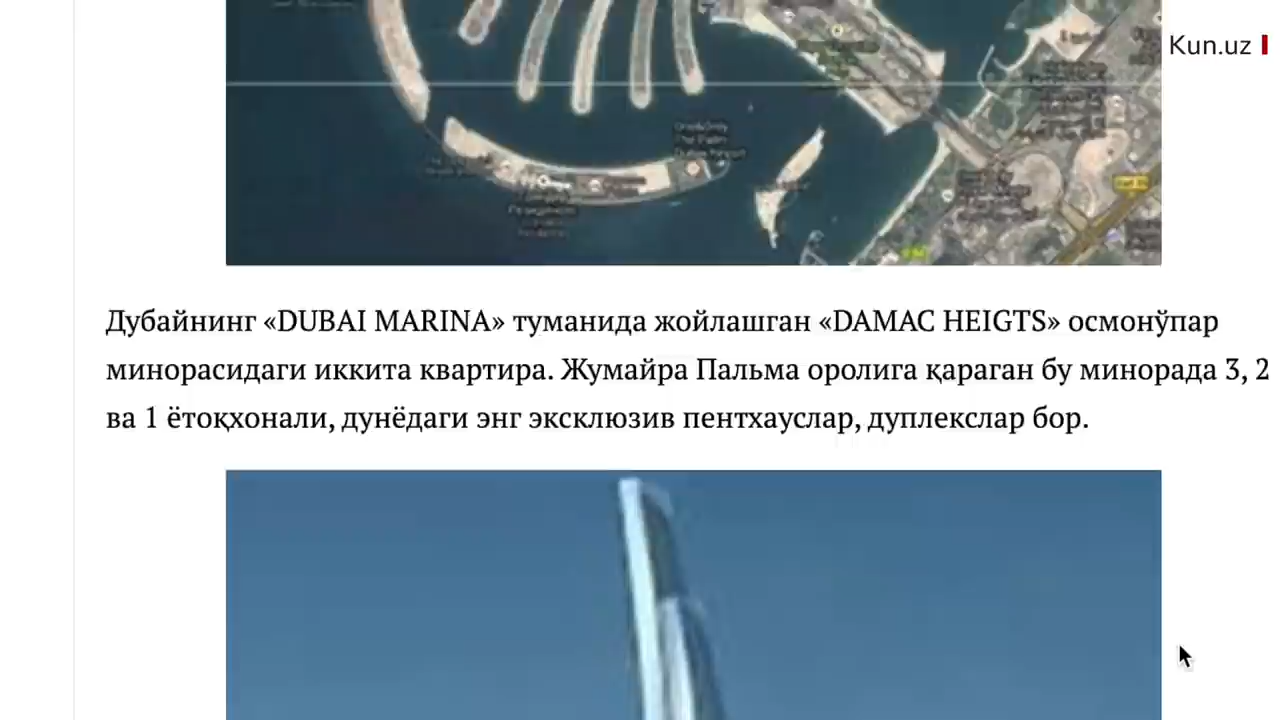 Kun.uz
Дубайнинг «DUBAI MARINA» туманида жойлашган «DAMAC HEIGTS» осмонўпар
минорасидаги иккита квартира. Жумайра Пальма оролига қараган бу минорада 3, 2
ва 1 ётоқхонали, дунёдаги энг эксклюзив пентхауслар, дуплекслар бор.